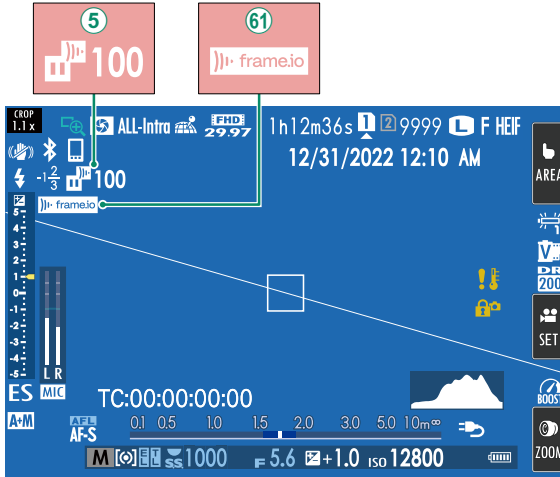 5 61
100 frame.io
CROP
1.1x
ALL-Intra FHD 29.97 1h12m36s 1 2 9999 L F HEIF
12/31/2022 12:10 AM
-1 2/3 100
frame.io
AREA
5
4
3
2
1
0
-1
-2
-3
-4
-5
L R
ES MIC
A+M
V
DR
200
SET
BOOST
ZOOM
TC:00:00:00:00
AFL
AF-S
0.1 0.5 1.0 1.5 2.0 3.0 5.0 10m∞
M E L SS 1000 F 5.6 +1.0 ISO 12800